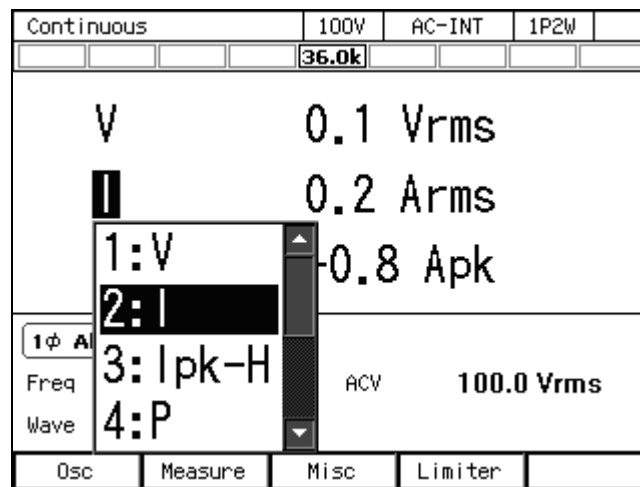 Continuous 100V AC-INT 1P2W
36.0k
V 0.1 Vrms
I 0.2 Arms
-0.8 Apk
1:V
2:I
3:Ipk-H
4:P
1φ
Freq ACV 100.0 Vrms
Wave
Osc Measure Misc Limiter